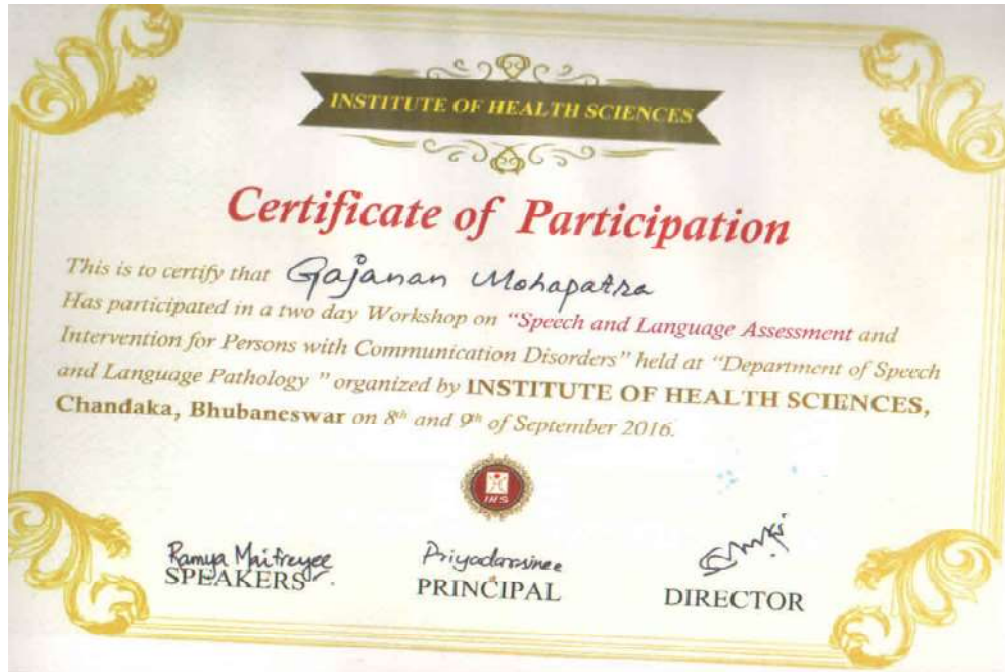 INSTITUTE OF HEALTH SCIENCES
Certificate of Participation
This is to certify that Gajanan Mohapatra
Has participated in a two day Workshop on "Speech and Language Assessment and
Intervention for Persons with Communication Disorders" held at "Department of Speech
and Language Pathology " organized by INSTITUTE OF HEALTH SCIENCES,
Chandaka, Bhubaneswar on 8th and 9th of September 2016.
IHS
Ramya Maitreyee Priyadarsinee
SPEAKERS PRINCIPAL DIRECTOR